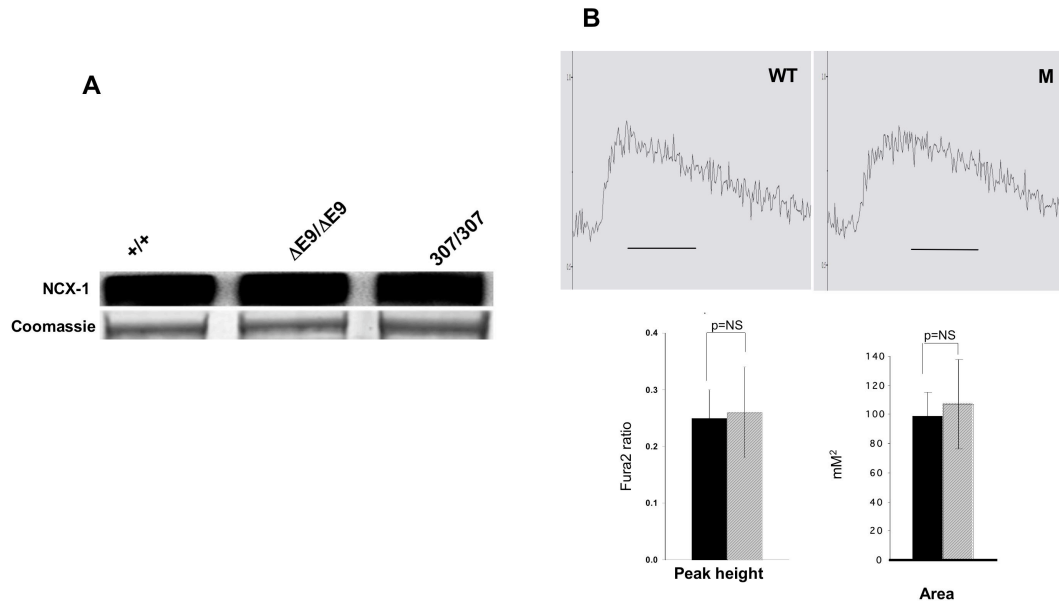 A
+/+
ΔE9/ΔE9
307/307
NCX-1
Coomassie
B
WT
M
p=NS
0.4
0.3
0.2
0.1
0.0
Fura2 ratio
Peak height
p=NS
140
120
100
80
60
40
20
0
mM²
Area